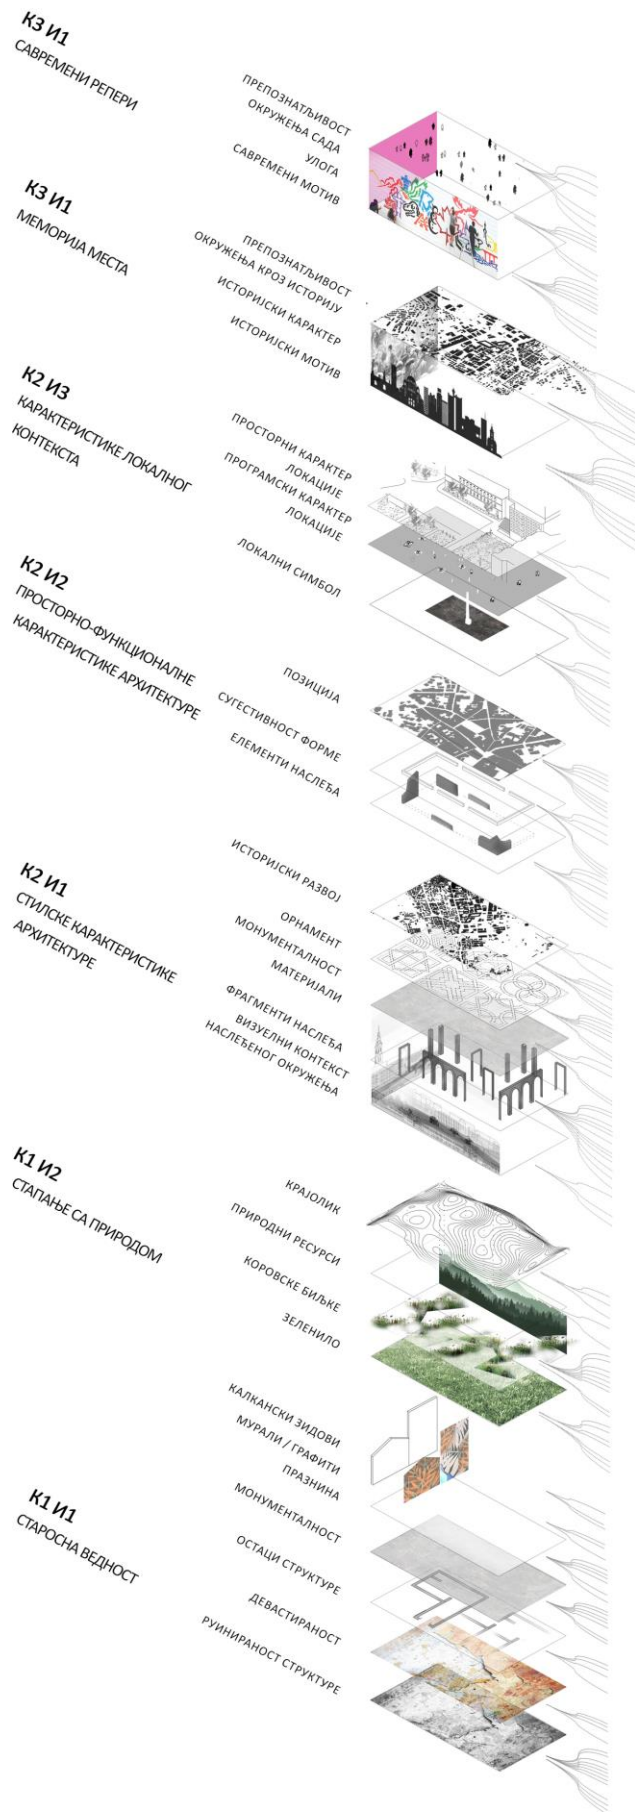 К3 И1
САВРЕМЕНИ РЕПЕРИ
ПРЕПОЗНАТЉИВОСТ
ОКРУЖЕЊА САДА
УЛОГА
САВРЕМЕНИ МОТИВ
К3 И1
МЕМОРИЈА МЕСТА
ПРЕПОЗНАТЉИВОСТ
ОКРУЖЕЊА КРОЗ ИСТОРИЈУ
ИСТОРИЈСКИ КАРАКТЕР
ИСТОРИЈСКИ МОТИВ
К2 И3
КАРАКТЕРИСТИКЕ ЛОКАЛНОГ
КОНТЕКСТА
ПРОСТОРНИ КАРАКТЕР
ЛОКАЦИЈЕ
ПРОГРАМСКИ КАРАКТЕР
ЛОКАЦИЈЕ
ЛОКАЛНИ СИМБОЛ
К2 И2
ПРОСТОРНО-ФУНКЦИОНАЛНЕ
КАРАКТЕРИСТИКЕ АРХИТЕКТУРЕ
ПОЗИЦИЈА
СУГЕСТИВНОСТ ФОРМЕ
ЕЛЕМЕНТИ НАСЛЕЂА
К2 И1
СТИЛСКЕ КАРАКТЕРИСТИКЕ
АРХИТЕКТУРЕ
ИСТОРИЈСКИ РАЗВОЈ
ОРНАМЕНТ
МОНУМЕНТАЛНОСТ
МАТЕРИЈАЛИ
ФРАГМЕНТИ НАСЛЕЂА
ВИЗУЕЛНИ КОНТЕКСТ
НАСЛЕЂЕНОГ ОКРУЖЕЊА
К1 И2
СТАПАЊЕ СА ПРИРОДОМ
КРАЈОЛИК
ПРИРОДНИ РЕСУРСИ
КОРОВСКЕ БИЉКЕ
ЗЕЛЕНИЛО
К1 И1
СТАРОСНА ВЕДНОСТ
КАЛКАНСКИ ЗИДОВИ
МУРАЛИ / ГРАФИТИ
ПРАЗНИНА
МОНУМЕНТАЛНОСТ
ОСТАЦИ СТРУКТУРЕ
ДЕВАСТИРАНОСТ
РУИНИРАНОСТ СТРУКТУРЕ